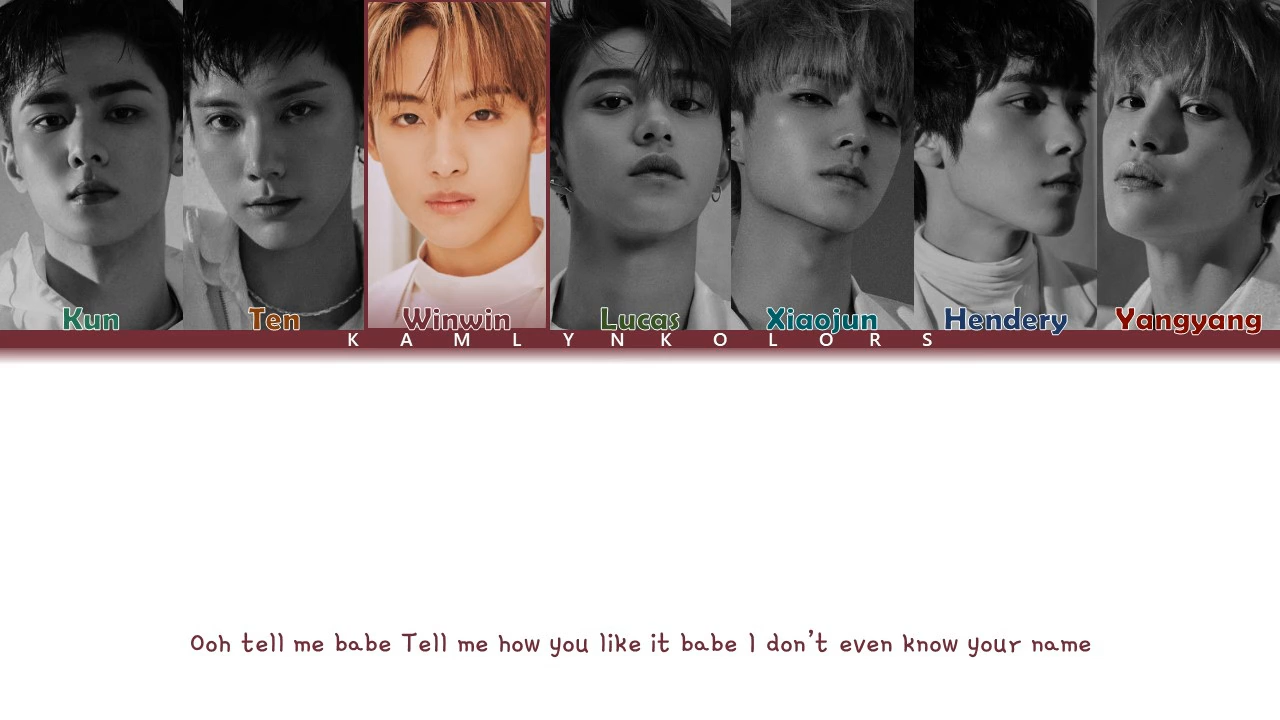 Kun Ten Winwin Lucas Xiaojun Hendery Yangyang
KAMLYNKOLORS
Ooh tell me babe Tell me how you like it babe I don't even know your name